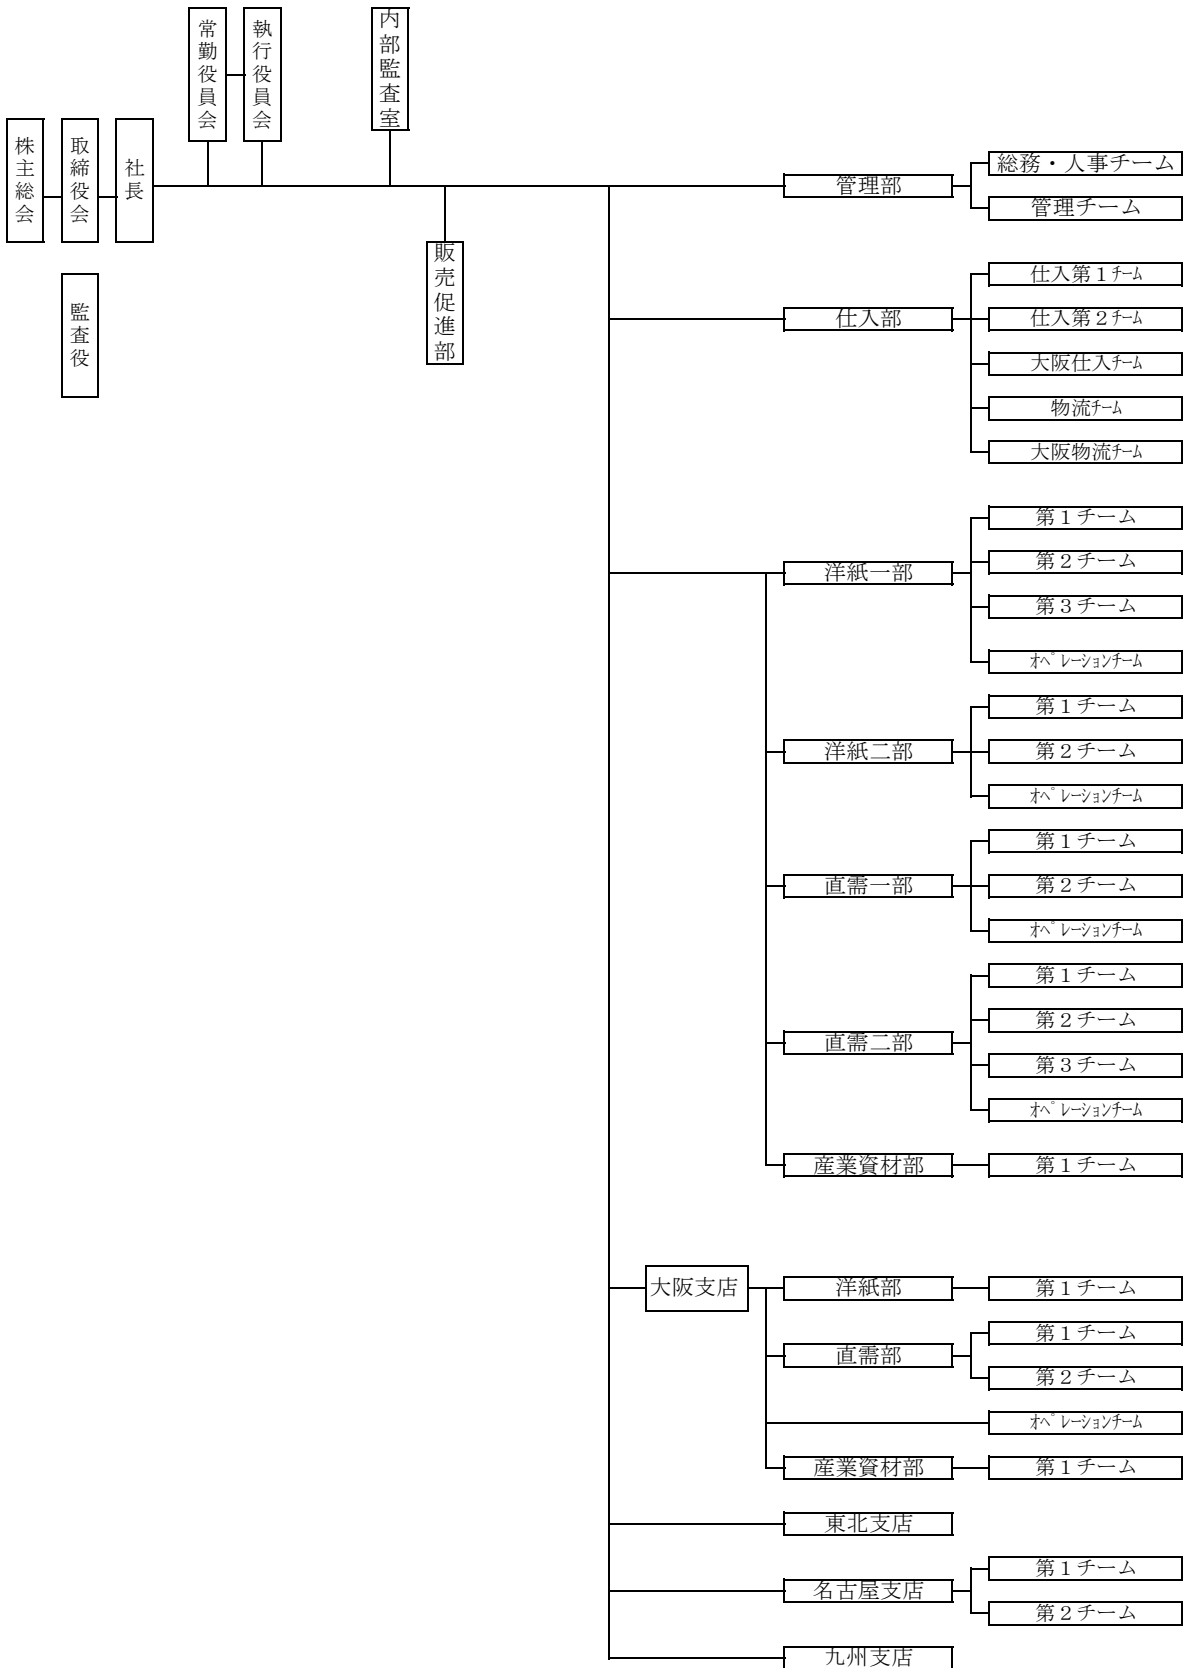 常勤役員会
執行役員会
内部監査室
株主総会
取締役会
社長
監査役
販売促進部
管理部
総務・人事チーム
管理チーム
仕入部
仕入第１ﾁｰﾑ
仕入第２ﾁｰﾑ
大阪仕入ﾁｰﾑ
物流ﾁｰﾑ
大阪物流ﾁｰﾑ
洋紙一部
第１チーム
第２チーム
第３チーム
ｵﾍﾟﾚｰｼｮﾝﾁｰﾑ
洋紙二部
第１チーム
第２チーム
ｵﾍﾟﾚｰｼｮﾝﾁｰﾑ
直需一部
第１チーム
第２チーム
ｵﾍﾟﾚｰｼｮﾝﾁｰﾑ
直需二部
第１チーム
第２チーム
第３チーム
ｵﾍﾟﾚｰｼｮﾝﾁｰﾑ
産業資材部
第１チーム
大阪支店
洋紙部
第１チーム
直需部
第１チーム
第２チーム
ｵﾍﾟﾚｰｼｮﾝﾁｰﾑ
産業資材部
第１チーム
東北支店
名古屋支店
第１チーム
第２チーム
九州支店